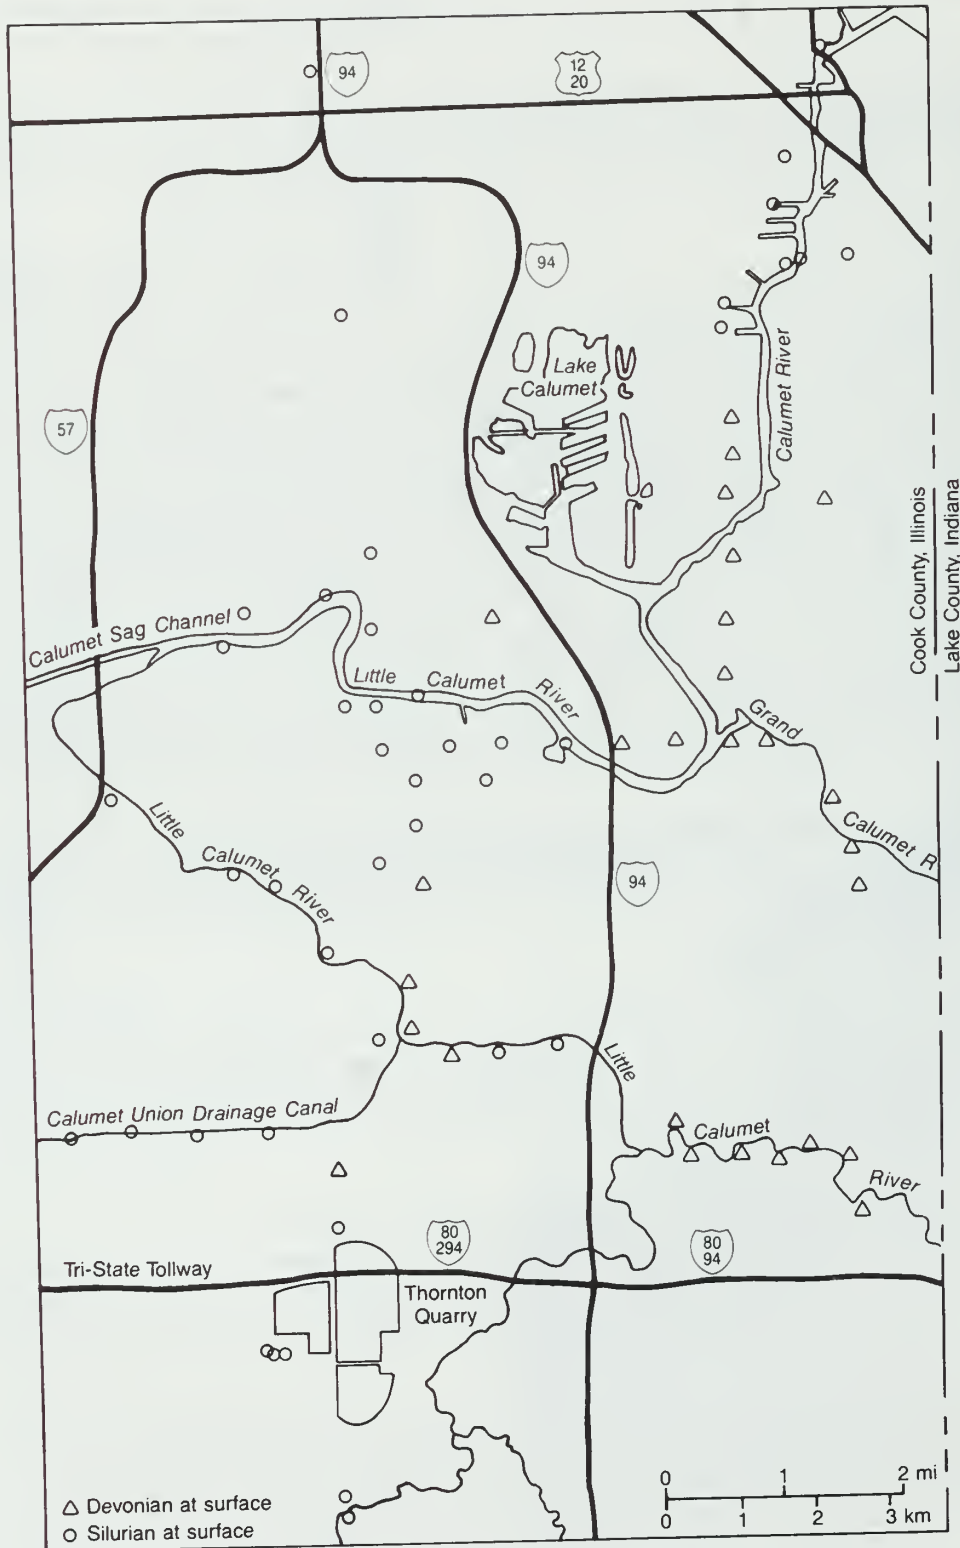 94
12
20
94
Lake
Calumet
Calumet River
57
Cook County, Illinois
Lake County, Indiana
Calumet Sag Channel
Little Calumet River
Grand
Calumet R
Little
Calumet
River
94
Little
Calumet Union Drainage Canal
Calumet
River
80
294
80
94
Tri-State Tollway
Thornton
Quarry
0 1 2 mi
0 1 2 3 km
Devonian at surface
Silurian at surface